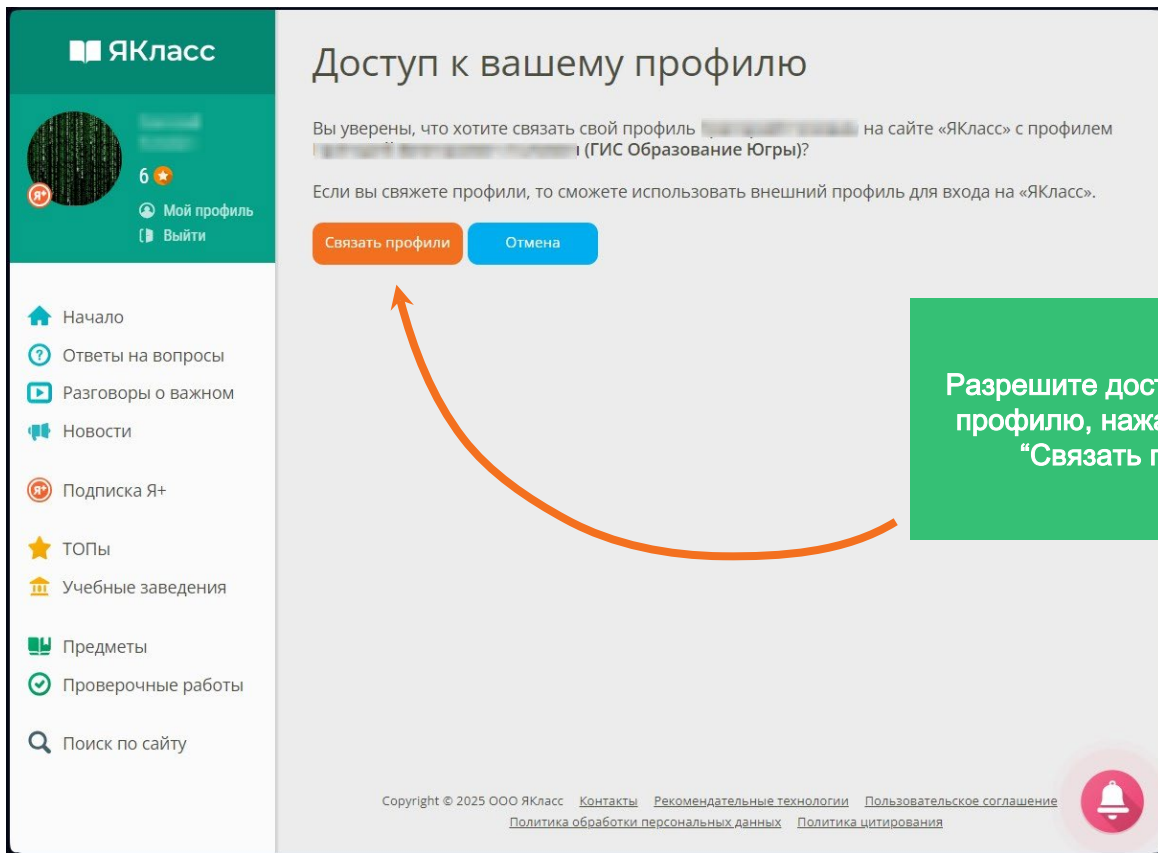 ЯКласс
6
Мой профиль
Выйти
Начало
Ответы на вопросы
Разговоры о важном
Новости
Подписка Я+
ТОПы
Учебные заведения
Предметы
Проверочные работы
Поиск по сайту
Доступ к вашему профилю
Вы уверены, что хотите связать свой профиль на сайте «ЯКласс» с профилем
(ГИС Образование Югры)?
Если вы свяжете профили, то сможете использовать внешний профиль для входа на «ЯКласс».
Связать профили Отмена
Разрешите
профилю,
“Связать
Copyright © 2025 ООО ЯКласс Контакты Рекомендательные технологии Пользовательское соглашение
Политика обработки персональных данных Политика цитирования